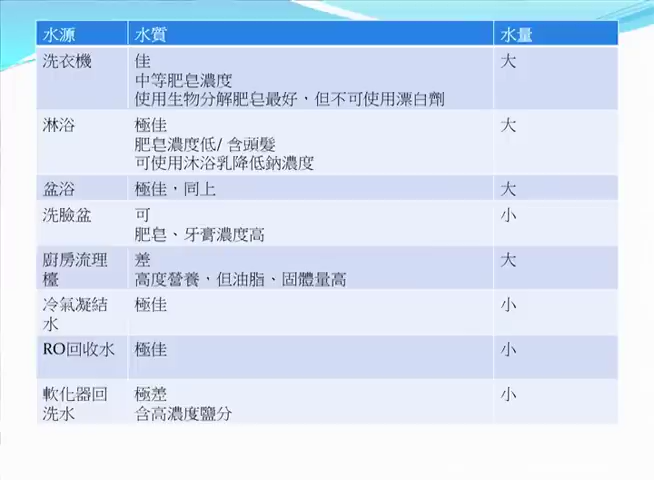 水源 水質 水量
洗衣機 佳 大
中等肥皂濃度
使用生物分解肥皂最好，但不可使用漂白劑
淋浴 極佳 大
肥皂濃度低/ 含頭髮
可使用沐浴乳降低鈉濃度
盆浴 極佳，同上 大
洗臉盆 可 小
肥皂、牙膏濃度高
廚房流理 差 大
檯 高度營養，但油脂、固體量高
冷氣凝結 極佳 小
水
RO回收水 極佳 小
軟化器回 極差 小
洗水 含高濃度鹽分